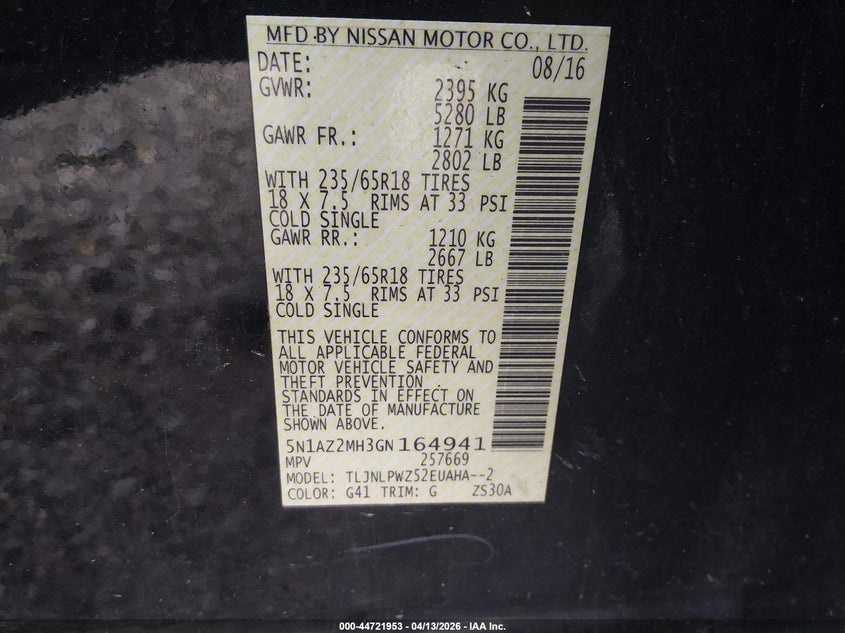 MFD BY NISSAN MOTOR CO., LTD.
DATE: 08/16
GVWR: 2395 KG
5280 LB
GAWR FR.: 1271 KG
2802 LB
WITH 235/65R18 TIRES
18 X 7.5 RIMS AT 33 PSI
COLD SINGLE
GAWR RR.: 1210 KG
2667 LB
WITH 235/65R18 TIRES
18 X 7.5 RIMS AT 33 PSI
COLD SINGLE
THIS VEHICLE CONFORMS TO
ALL APPLICABLE FEDERAL
MOTOR VEHICLE SAFETY AND
THEFT PREVENTION
STANDARDS IN EFFECT ON
THE DATE OF MANUFACTURE
SHOWN ABOVE.
5N1AZ2MH3GN164941
MPV 257669
MODEL: TLJNLPWZ52EUAHA--2
COLOR: G41 TRIM: G ZS30A
000-44721953 - 04/13/2026 - IAA Inc.